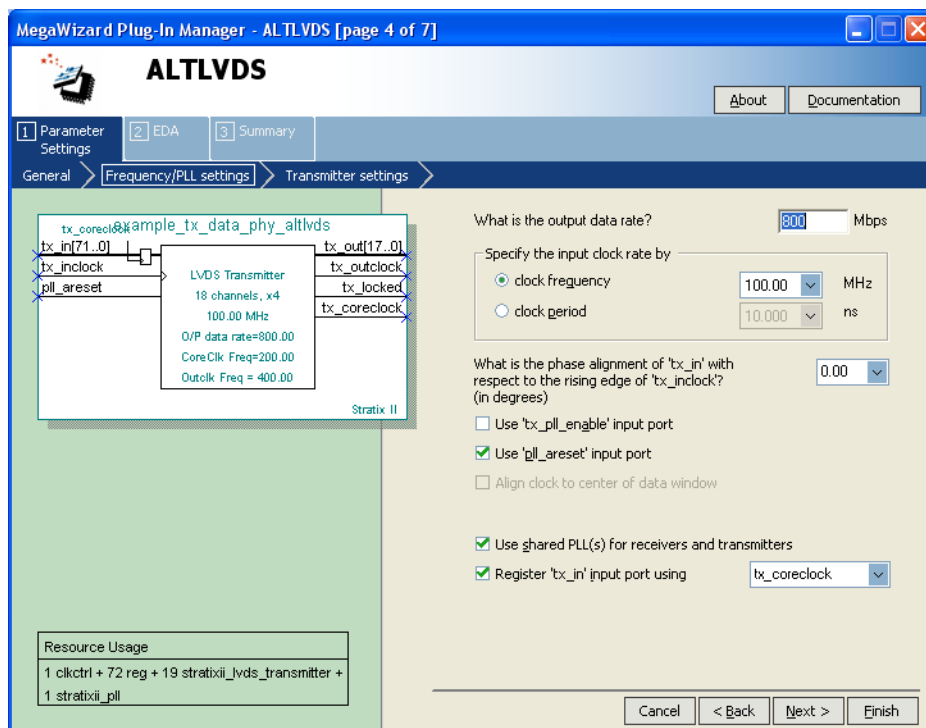 MegaWizard Plug-In Manager - ALTLVDS [page 4 of 7]
ALTLVDS
About
Documentation
1 Parameter Settings
2 EDA
3 Summary
General
Frequency/PLL settings
Transmitter settings
example_tx_data_phy_altlvds
tx_coreclock
tx_in[71..0]
tx_inclock
pll_areset
tx_out[17..0]
tx_outclock
tx_locked
tx_coreclock
LVDS Transmitter
18 channels, x4
100.00 MHz
O/P data rate=800.00
CoreClk Freq=200.00
Outclk Freq = 400.00
Stratix II
What is the output data rate? 800 Mbps
Specify the input clock rate by
clock frequency 100.00 MHz
clock period 10.000 ns
What is the phase alignment of 'tx_in' with
respect to the rising edge of 'tx_inclock'? 0.00
(in degrees)
Use 'tx_pll_enable' input port
Use 'pll_areset' input port
Align clock to center of data window
Use shared PLL(s) for receivers and transmitters
Register 'tx_in' input port using tx_coreclock
Resource Usage
1 clkctrl + 72 reg + 19 stratixii_lvds_transmitter +
1 stratixii_pll
Cancel
< Back
Next >
Finish